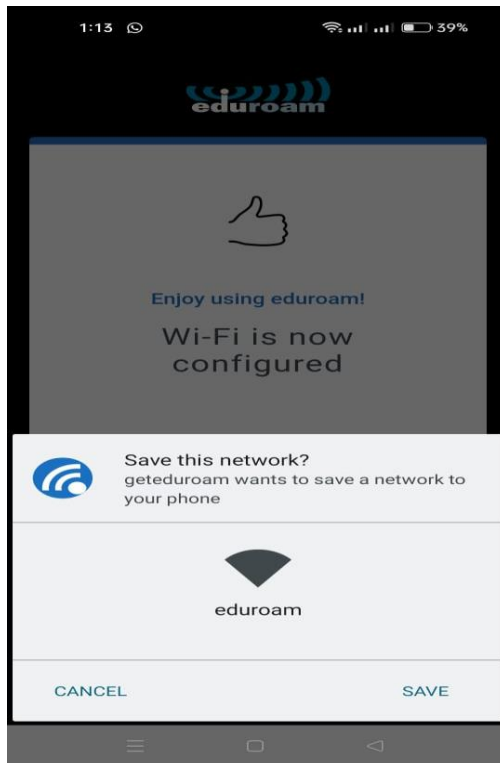 1:13 39%
eduroam
Enjoy using eduroam!
Wi-Fi is now
configured
Save this network?
geteduroam wants to save a network to
your phone
eduroam
CANCEL SAVE